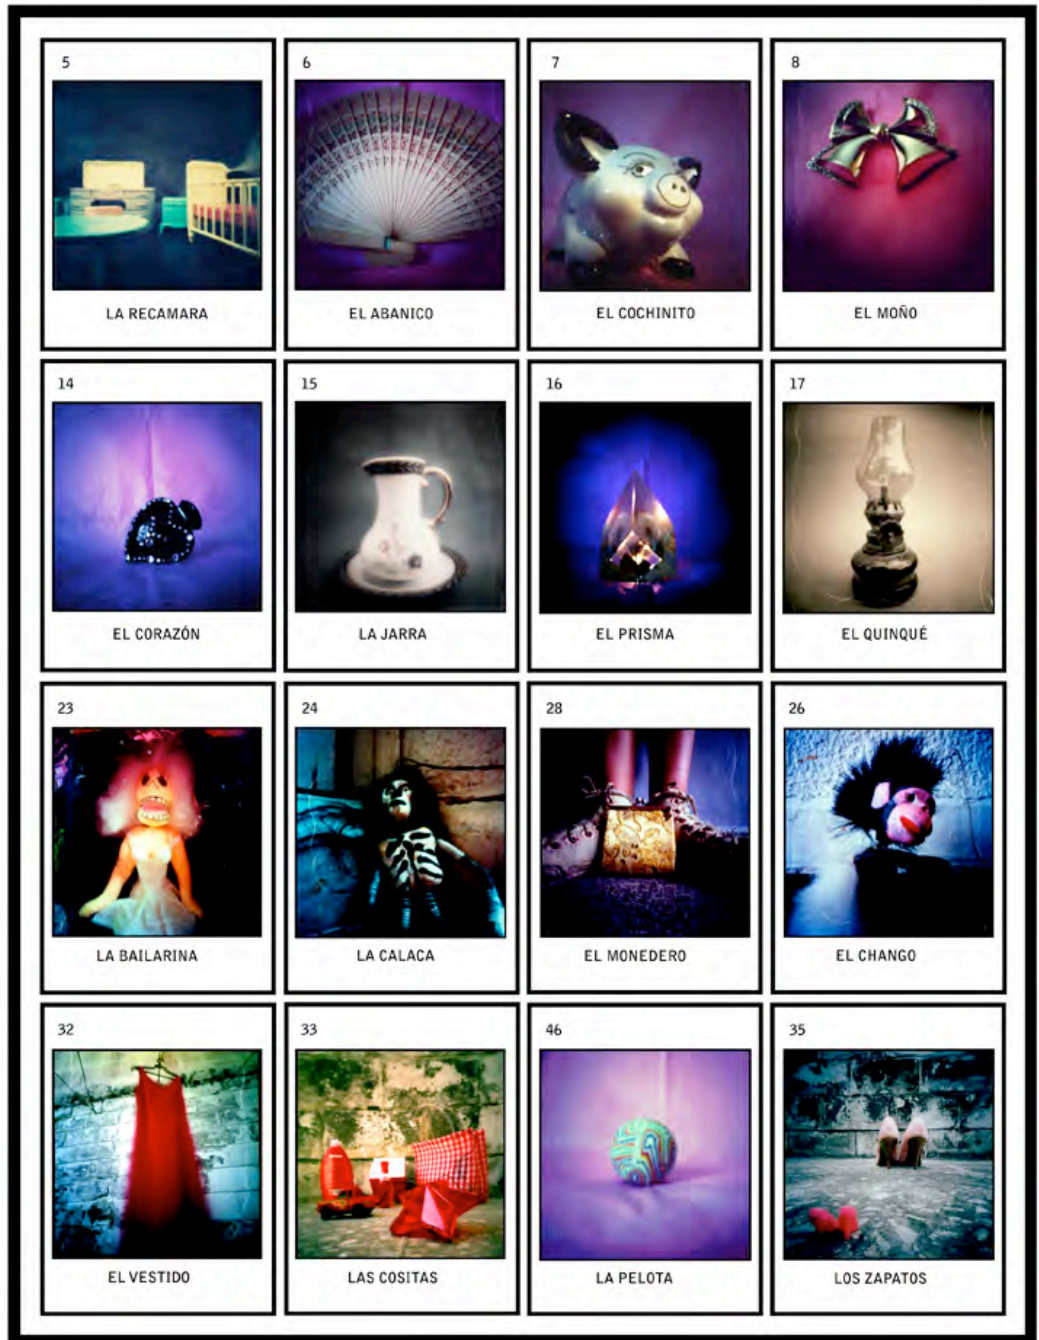 5
LA RECAMARA
6
EL ABANICO
7
EL COCHINITO
8
EL MOÑO
14
EL CORAZÓN
15
LA JARRA
16
EL PRISMA
17
EL QUINQUÉ
23
LA BAILARINA
24
LA CALACA
28
EL MONEDERO
26
EL CHANGO
32
EL VESTIDO
33
LAS COSITAS
46
LA PELOTA
35
LOS ZAPATOS